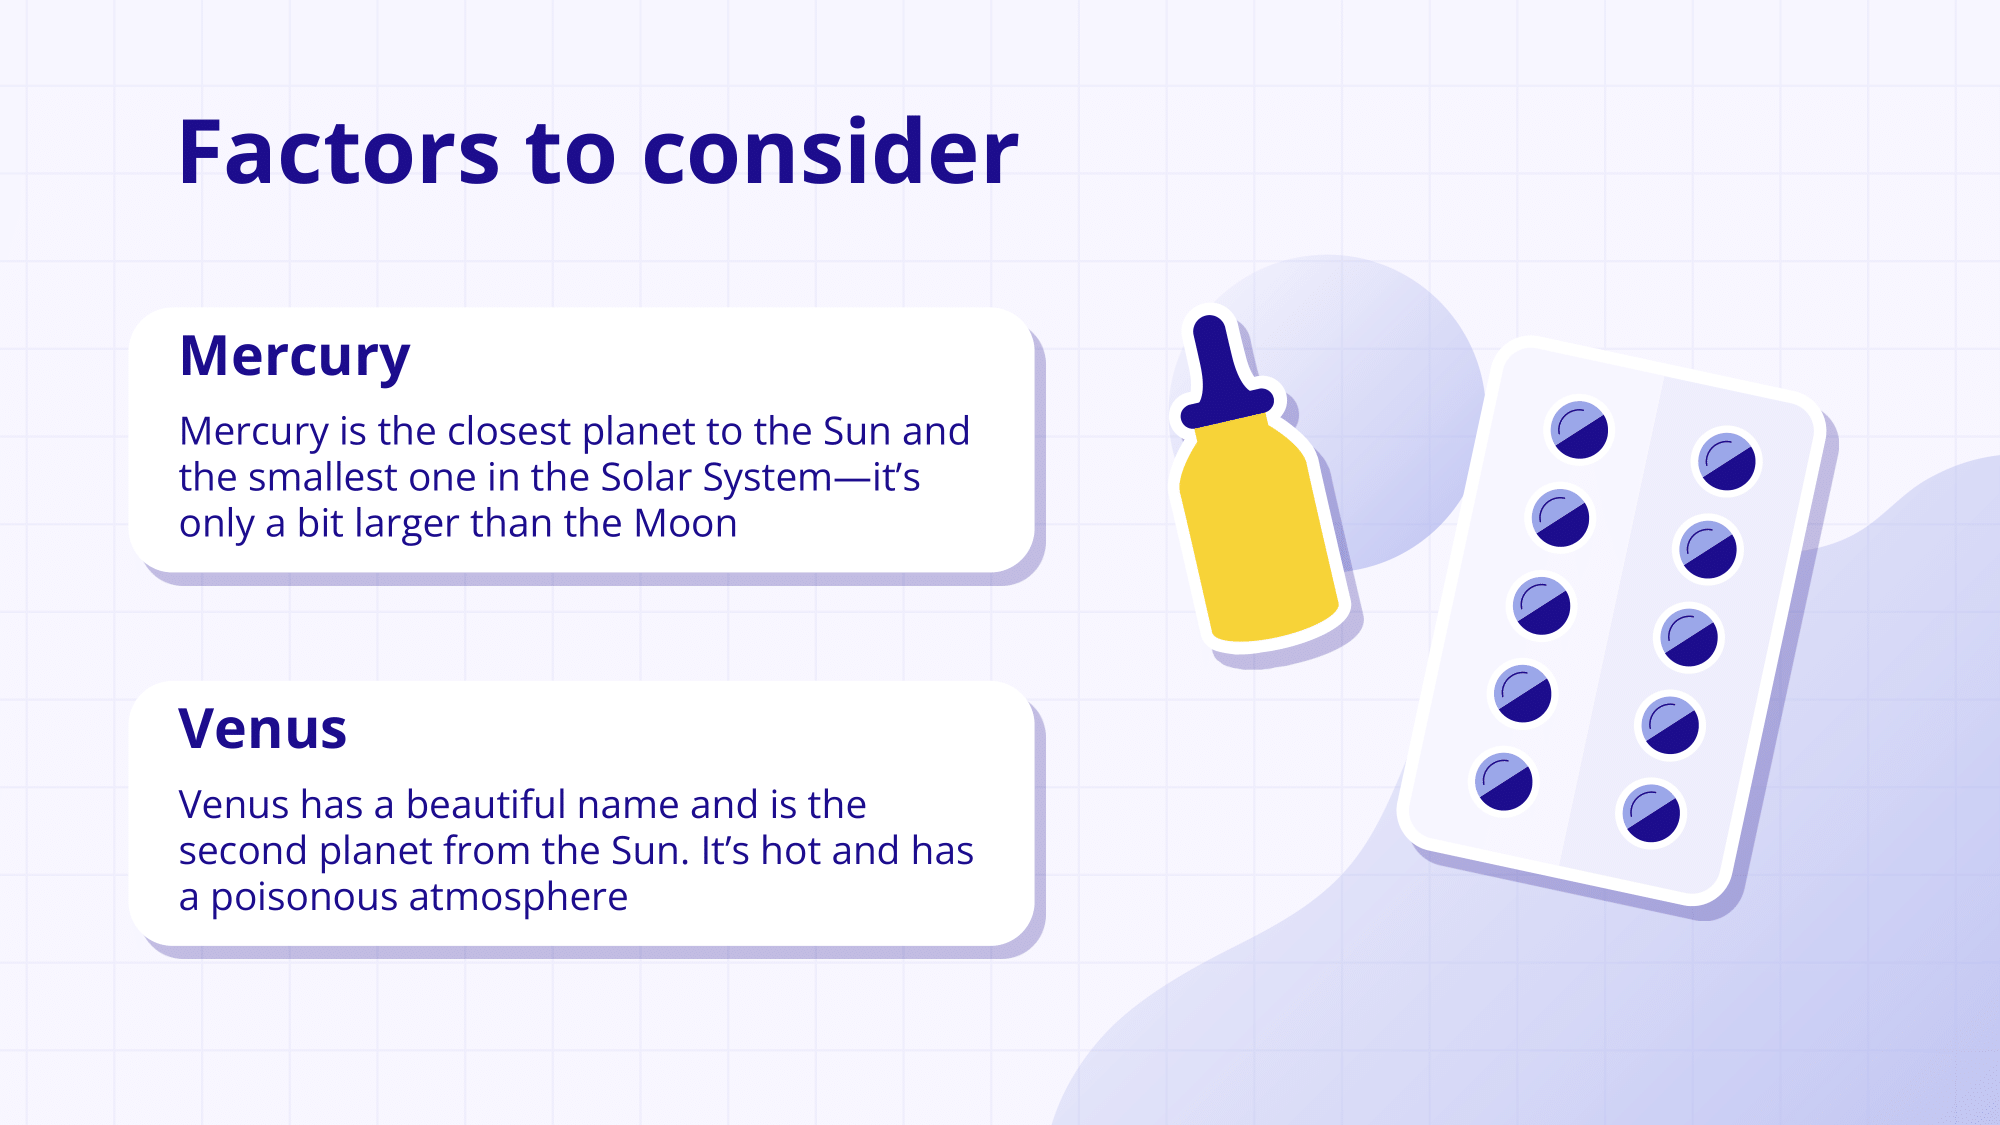 Factors to consider
Mercury
Mercury is the closest planet to the Sun and
the smallest one in the Solar System—it’s
only a bit larger than the Moon
Venus
Venus has a beautiful name and is the
second planet from the Sun. It’s hot and has
a poisonous atmosphere